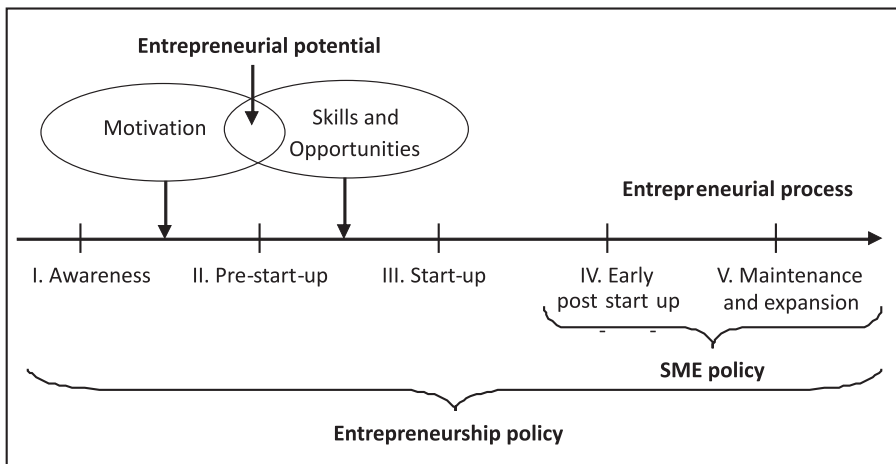 Entrepreneurial potential
Motivation
Skills and
Opportunities
Entrepreneurial process
I. Awareness
II. Pre-start-up
III. Start-up
IV. Early
post start up
V. Maintenance
and expansion
SME policy
Entrepreneurship policy